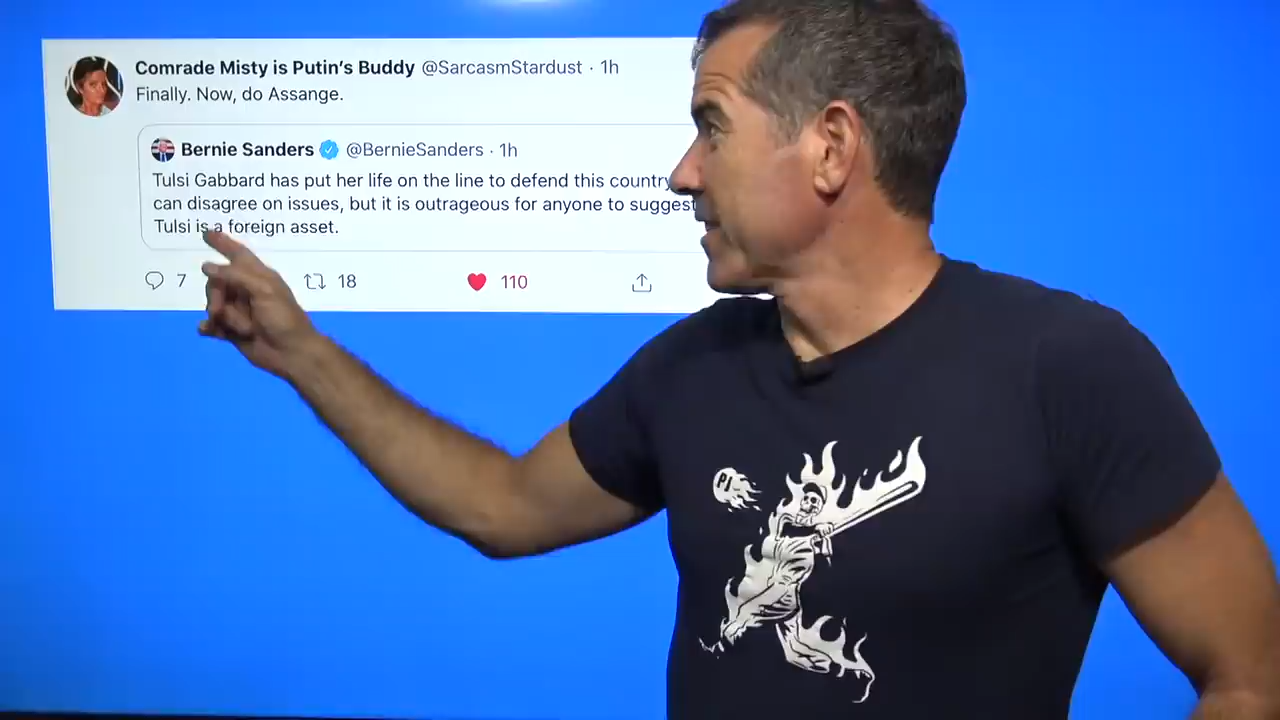 Comrade Misty is Putin's Buddy @SarcasmStardust · 1h
Finally. Now, do Assange.
Bernie Sanders @BernieSanders · 1h
Tulsi Gabbard has put her life on the line to defend this country
can disagree on issues, but it is outrageous for anyone to suggest
Tulsi is a foreign asset.
7 18 110
PJ